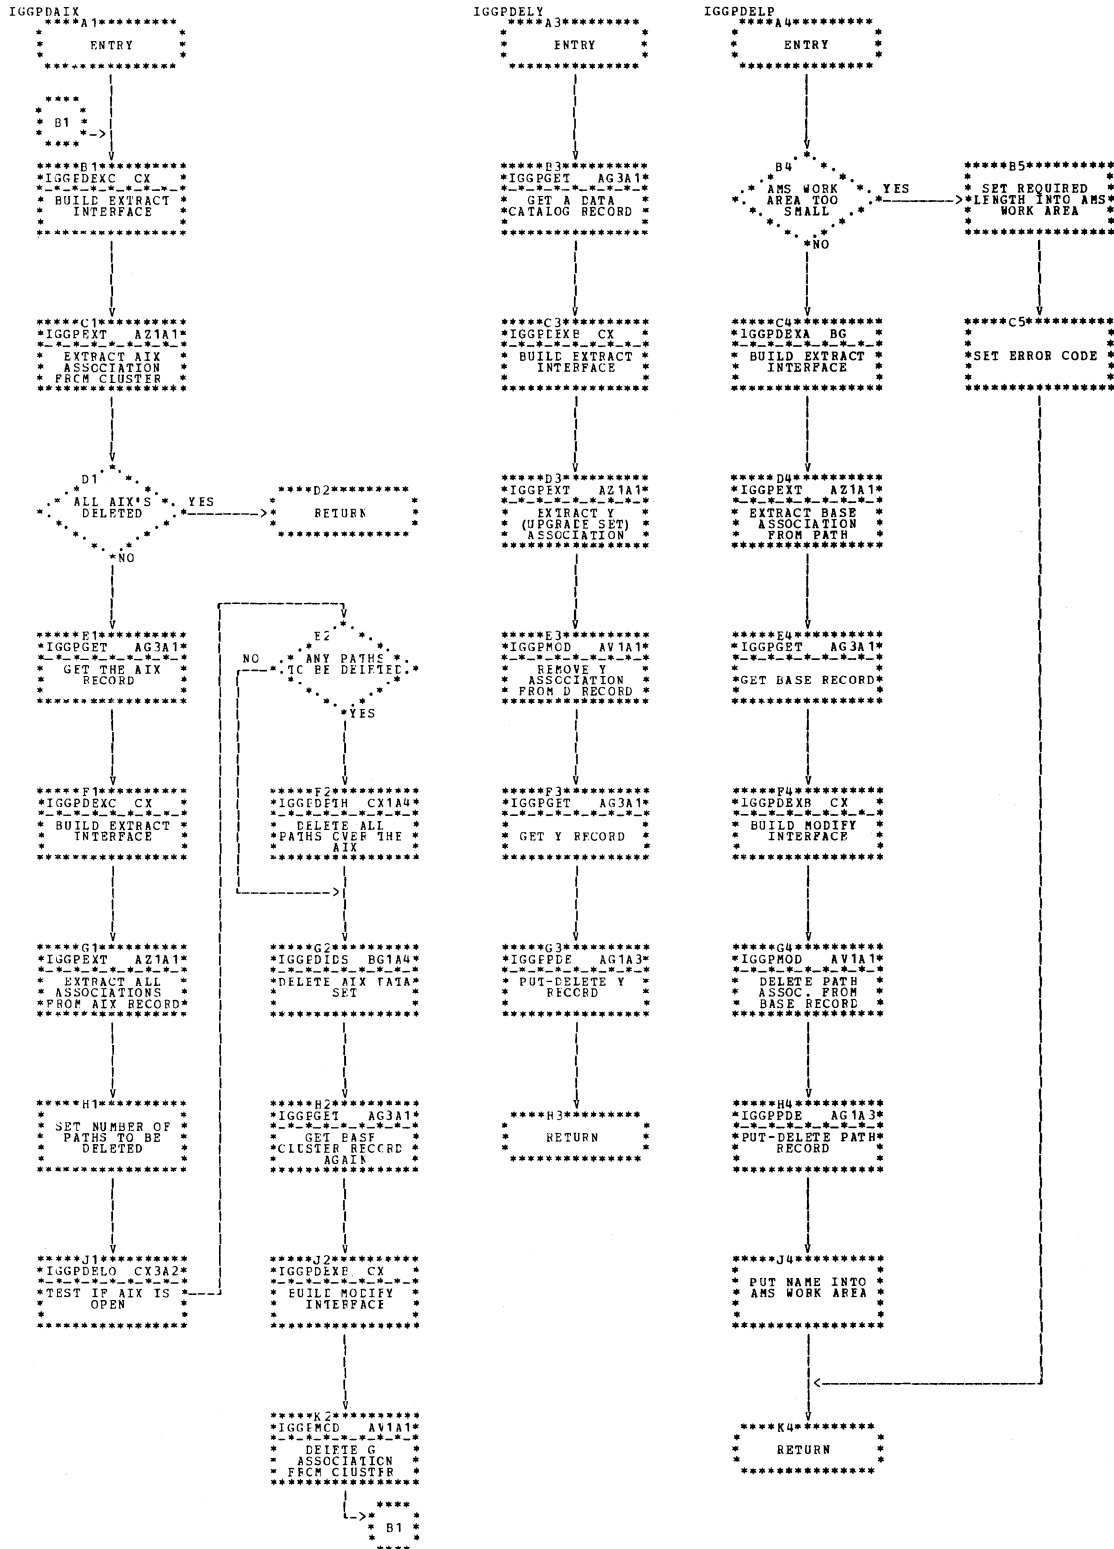 IGGPDAIX
A1
ENTRY
B1
B1
IGGPDEXC CX
BUILD EXTRACT
INTERFACE
C1
IGGPEXT AZ1A1
EXTRACT AIX
ASSOCIATION
FROM CLUSTER
D1
ALL AIX'S
DELETED
YES
NO
D2
RETURN
E1
IGGPGET AG3A1
GET THE AIX
RECORD
F1
IGGPDEXC CX
BUILD EXTRACT
INTERFACE
G1
IGGPEXT AZ1A1
EXTRACT ALL
ASSOCIATIONS
FROM AIX RECORD
H1
SET NUMBER OF
PATHS TO BE
DELETED
J1
IGGPDELO CX3A2
TEST IF AIX IS
OPEN
E2
ANY PATHS
TO BE DELETED
NO
YES
F2
IGGPDPTH CX1A4
DELETE ALL
PATHS OVER THE
AIX
G2
IGGPDIDS BG1A4
DELETE AIX DATA
SET
H2
IGGPGET AG3A1
GET BASE
CLUSTER RECORD
AGAIN
J2
IGGPDEXB CX
BUILD MODIFY
INTERFACE
K2
IGGPMOD AV1A1
DELETE G
ASSOCIATION
FROM CLUSTER
B1
IGGPDELY
A3
ENTRY
B3
IGGPGET AG3A1
GET A DATA
CATALOG RECORD
C3
IGGPDEXB CX
BUILD EXTRACT
INTERFACE
D3
IGGPEXT AZ1A1
EXTRACT Y
(UPGRADE SET)
ASSOCIATION
E3
IGGPMOD AV1A1
REMOVE Y
ASSOCIATION
FROM D RECORD
F3
IGGPGET AG3A1
GET Y RECORD
G3
IGGPPDE AG1A3
PUT-DELETE Y
RECORD
H3
RETURN
IGGPDELP
A4
ENTRY
B4
AMS WORK
AREA TOO
SMALL
YES
NO
B5
SET REQUIRED
LENGTH INTO AMS
WORK AREA
C5
SET ERROR CODE
C4
IGGPDEXA BG
BUILD EXTRACT
INTERFACE
D4
IGGPEXT AZ1A1
EXTRACT BASE
ASSOCIATION
FROM PATH
E4
IGGPGET AG3A1
GET BASE RECORD
F4
IGGPDEXB CX
BUILD MODIFY
INTERFACE
G4
IGGPMOD AV1A1
DELETE PATH
ASSOC. FROM
BASE RECORD
H4
IGGPPDE AG1A3
PUT-DELETE PATH
RECORD
J4
PUT NAME INTO
AMS WORK AREA
K4
RETURN